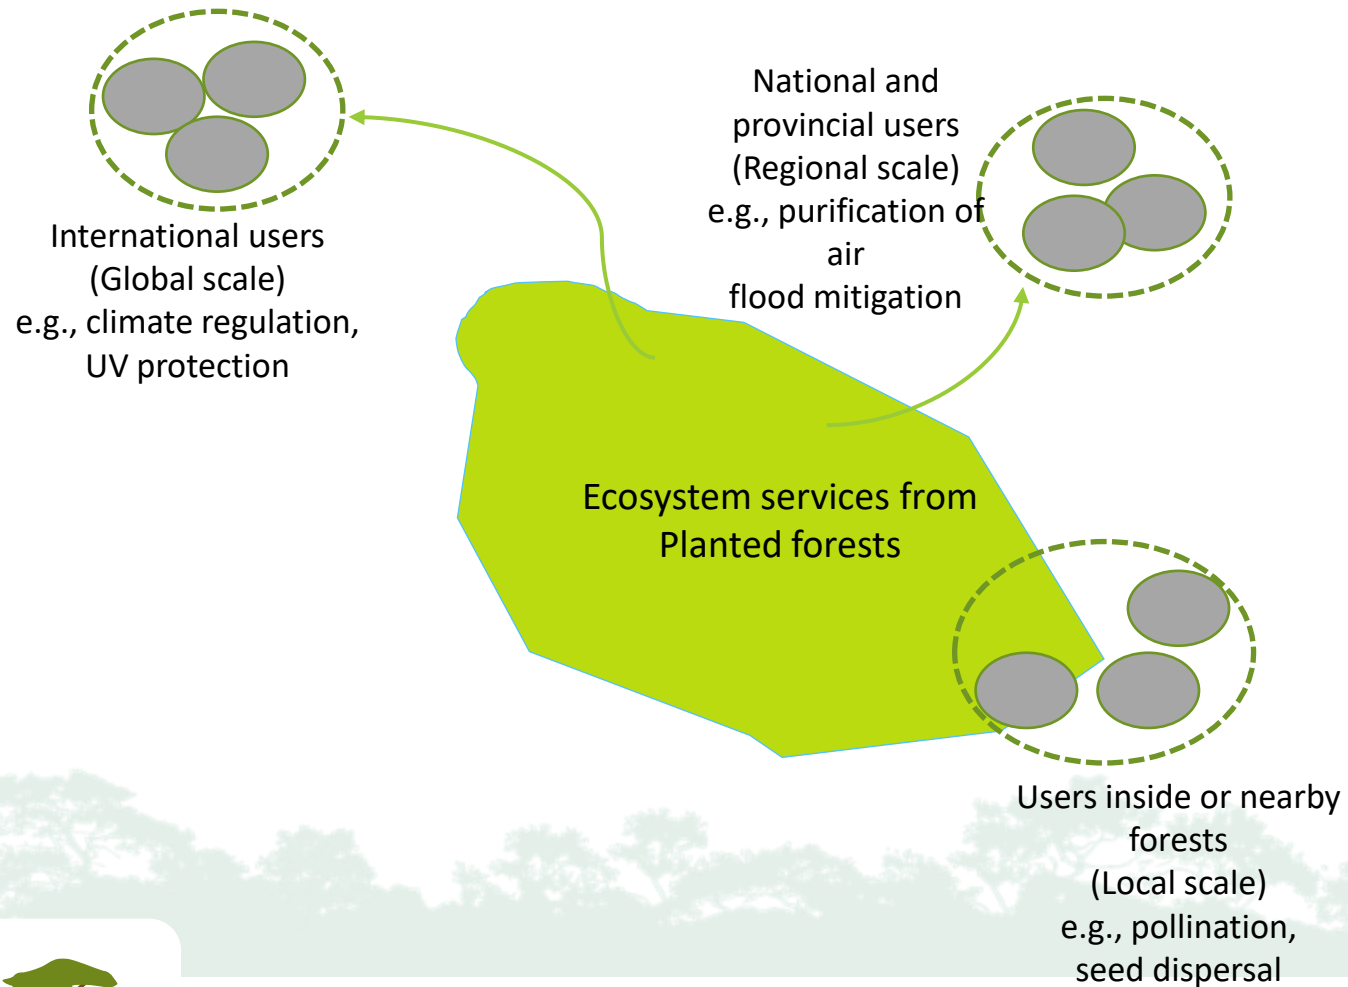 International users
(Global scale)
e.g., climate regulation,
UV protection
National and
provincial users
(Regional scale)
e.g., purification of
air
flood mitigation
Ecosystem services from
Planted forests
Users inside or nearby
forests
(Local scale)
e.g., pollination,
seed dispersal